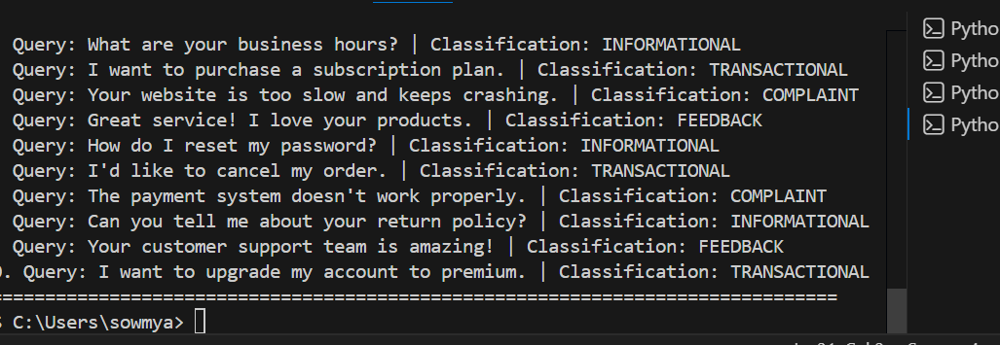 Query: What are your business hours? | Classification: INFORMATIONAL
Query: I want to purchase a subscription plan. | Classification: TRANSACTIONAL
Query: Your website is too slow and keeps crashing. | Classification: COMPLAINT
Query: Great service! I love your products. | Classification: FEEDBACK
Query: How do I reset my password? | Classification: INFORMATIONAL
Query: I'd like to cancel my order. | Classification: TRANSACTIONAL
Query: The payment system doesn't work properly. | Classification: COMPLAINT
Query: Can you tell me about your return policy? | Classification: INFORMATIONAL
Query: Your customer support team is amazing! | Classification: FEEDBACK
. Query: I want to upgrade my account to premium. | Classification: TRANSACTIONAL
==============================================================================
C:\Users\sowmya>
Pytho
Pytho
Pytho
Pytho